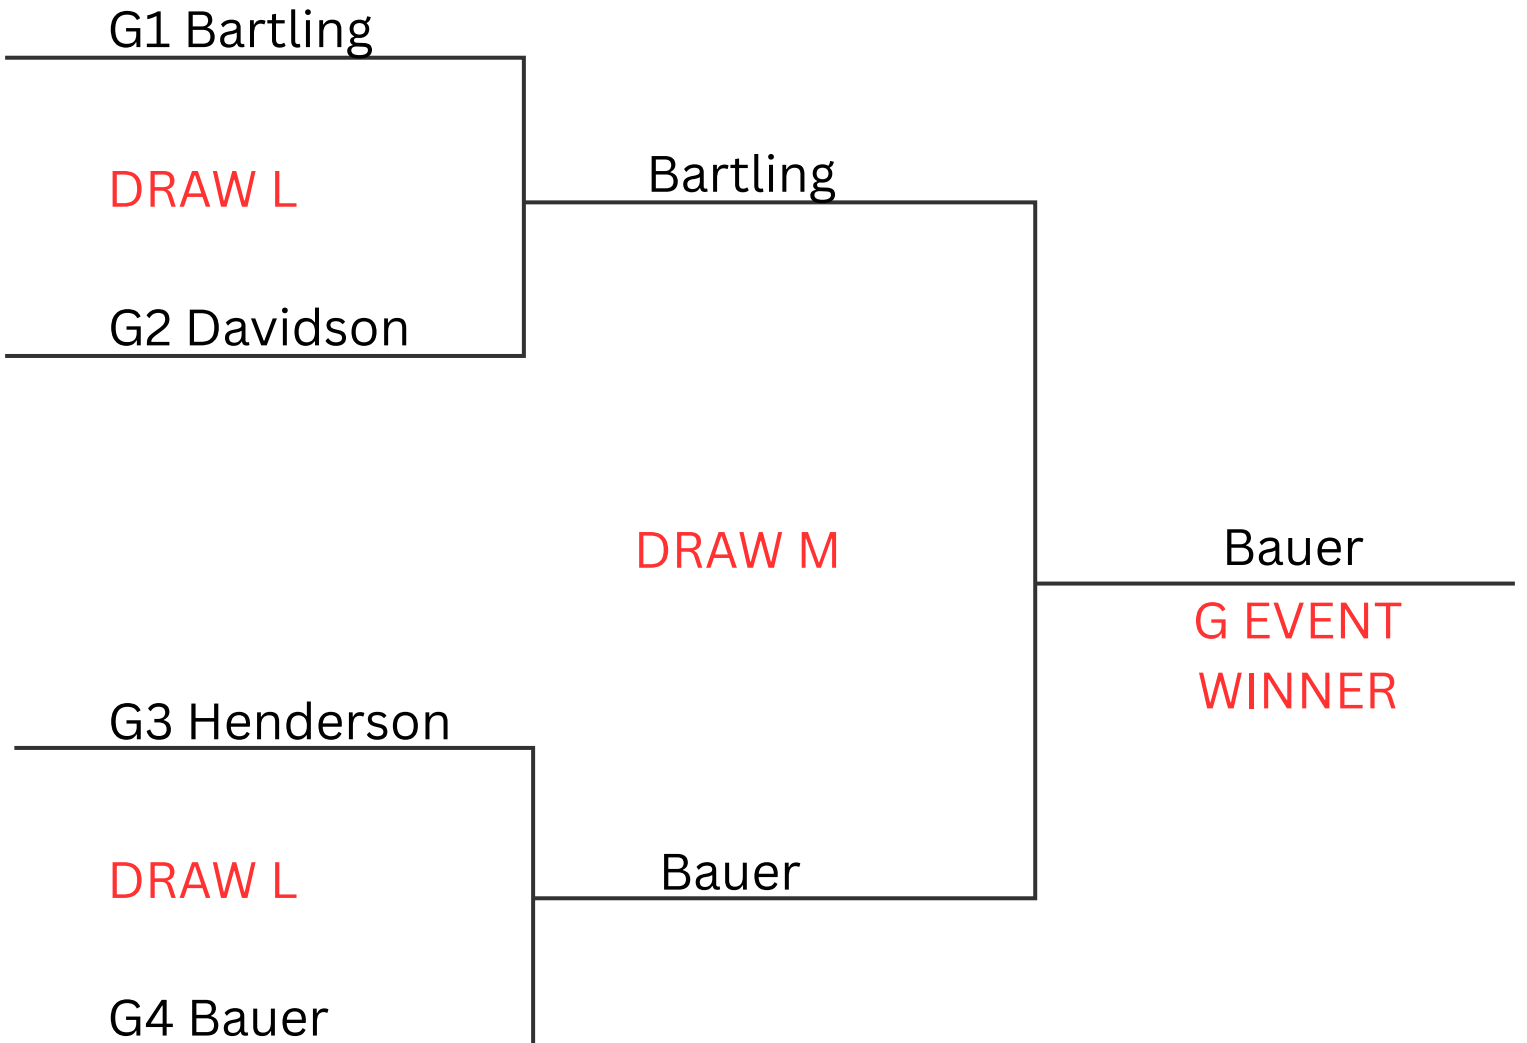 G1 Bartling
DRAW L
Bartling
G2 Davidson
DRAW M
Bauer
G EVENT
WINNER
G3 Henderson
DRAW L
Bauer
G4 Bauer